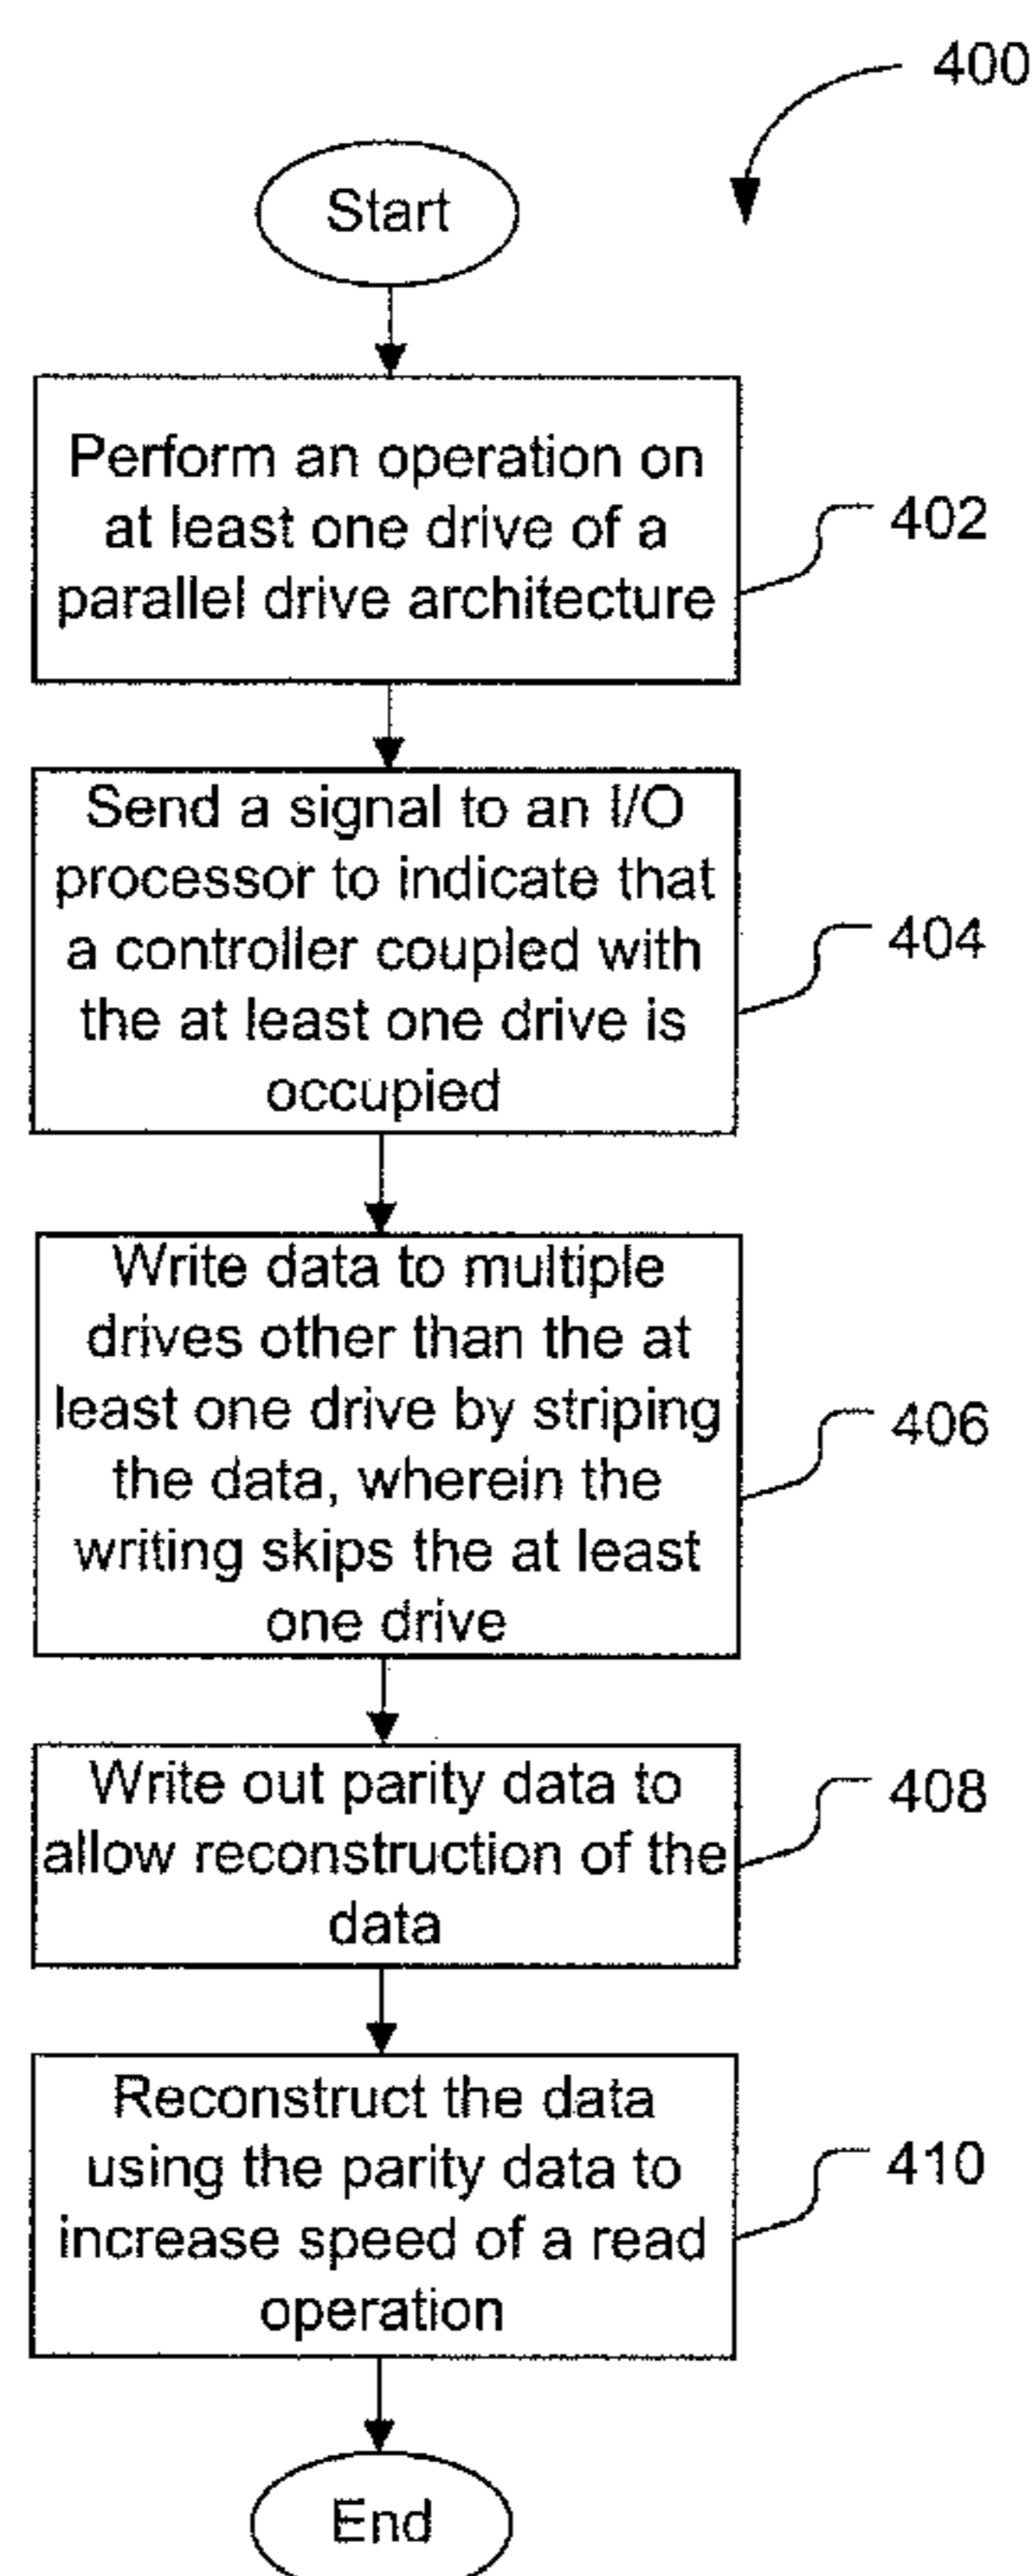 400
Start
Perform an operation on
at least one drive of a
parallel drive architecture
402
Send a signal to an I/O
processor to indicate that
a controller coupled with
the at least one drive is
occupied
404
Write data to multiple
drives other than the at
least one drive by striping
the data, wherein the
writing skips the at least
one drive
406
Write out parity data to
allow reconstruction of the
data
408
Reconstruct the data
using the parity data to
increase speed of a read
operation
410
End